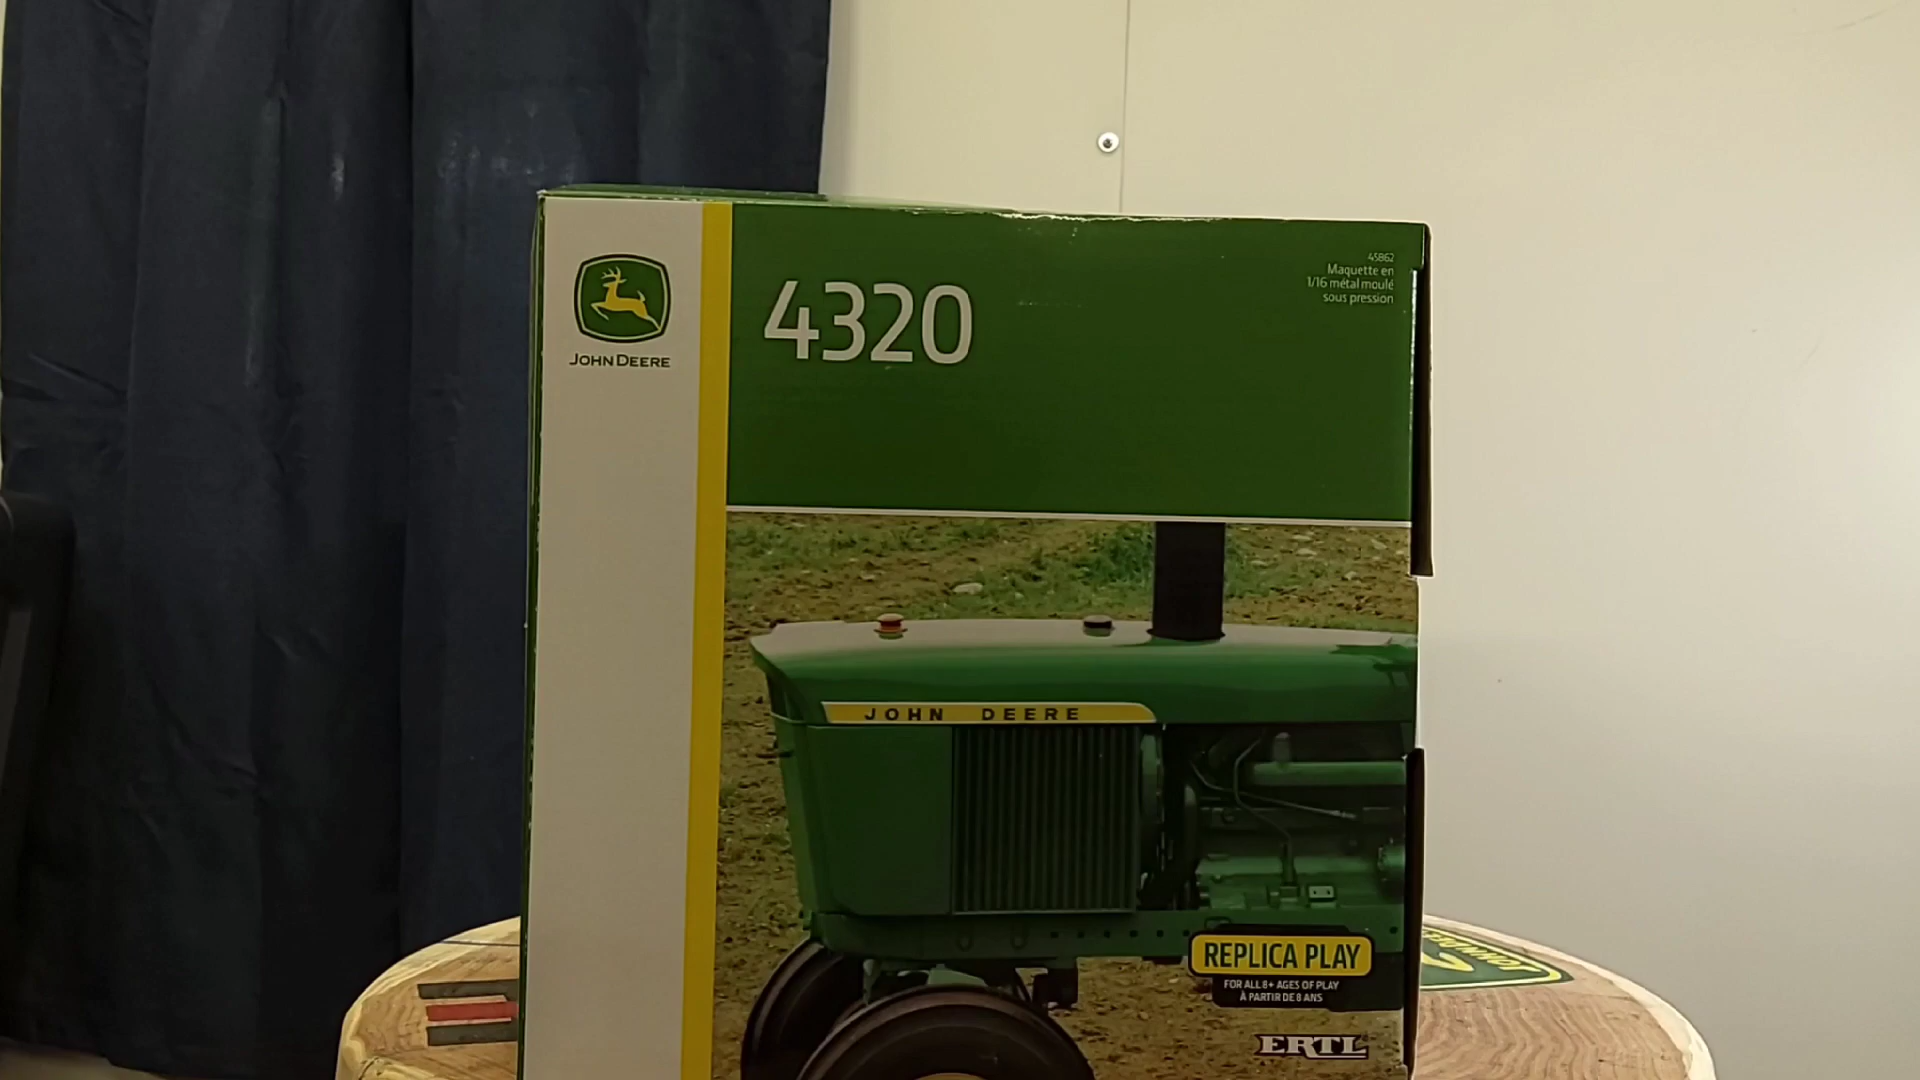 JOHN DEERE
4320
45862
Maquette en
1/16 métal moulé
sous pression
JOHN DEERE
REPLICA PLAY
FOR ALL 8+ AGES OF PLAY
À PARTIR DE 8 ANS
ERTL